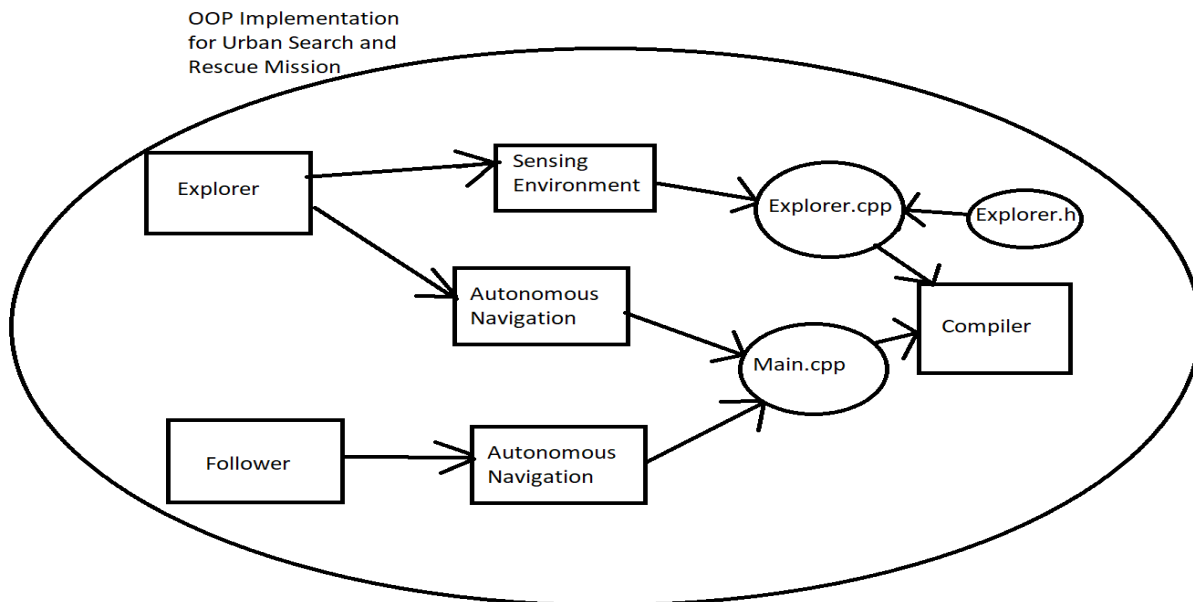 OOP Implementation
for Urban Search and
Rescue Mission
Explorer
Sensing
Environment
Explorer.cpp
Explorer.h
Autonomous
Navigation
Compiler
Main.cpp
Follower
Autonomous
Navigation